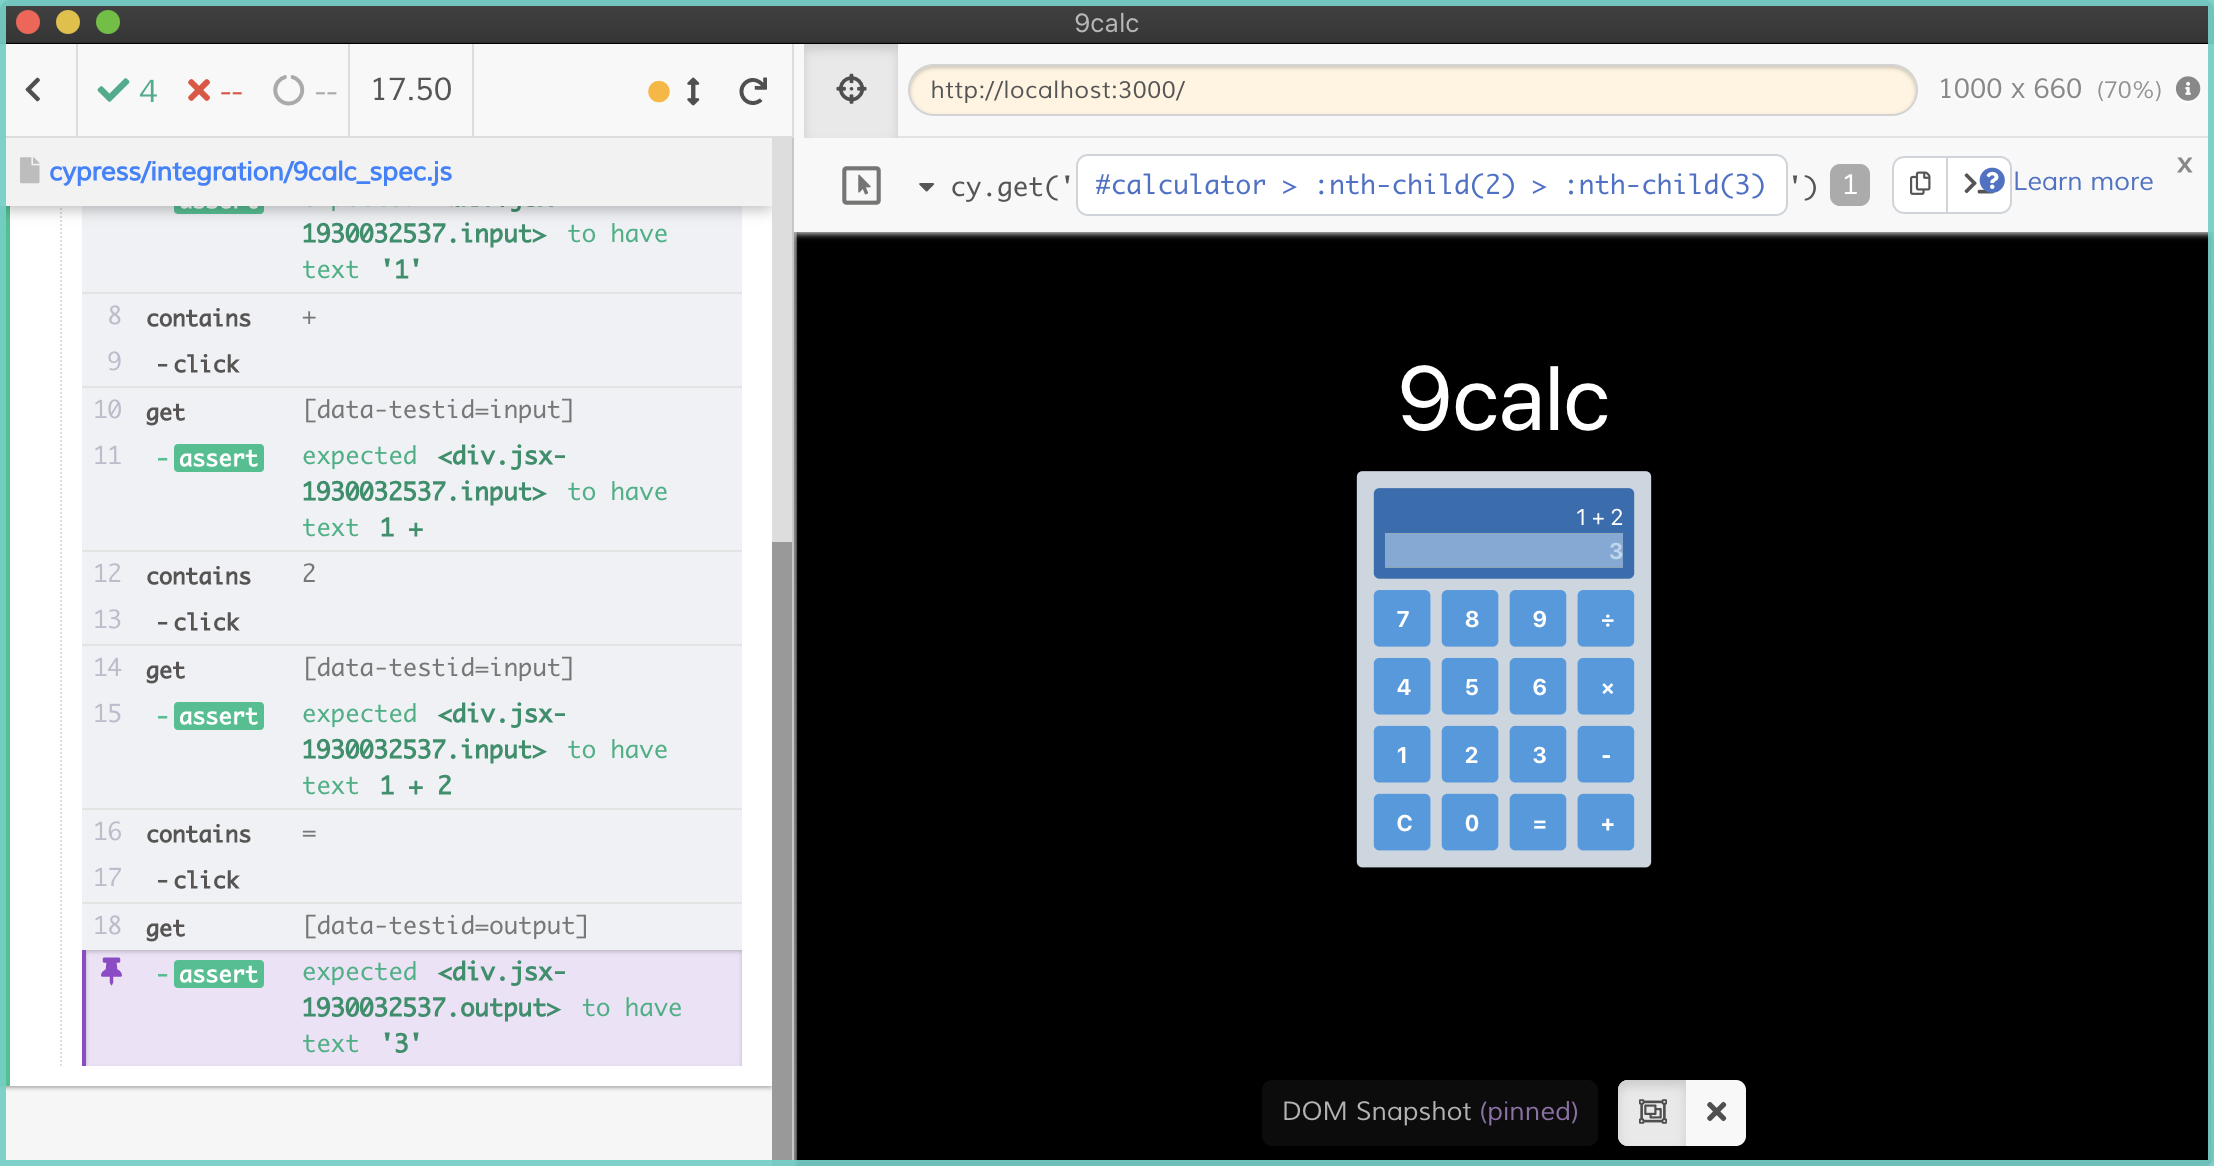 9calc
4 -- -- 17.50
http://localhost:3000/ 1000 x 660 (70%)
cypress/integration/9calc_spec.js
cy.get(' #calculator > :nth-child(2) > :nth-child(3) ') 1 Learn more x
assert <div.jsx-
1930032537.input> to have
text '1'
8 contains +
9 -click
10 get [data-testid=input]
11 -assert expected <div.jsx-
1930032537.input> to have
text 1 +
12 contains 2
13 -click
14 get [data-testid=input]
15 -assert expected <div.jsx-
1930032537.input> to have
text 1 + 2
16 contains =
17 -click
18 get [data-testid=output]
-assert expected <div.jsx-
1930032537.output> to have
text '3'
9calc
1 + 2
3
7 8 9 ÷
4 5 6 ×
1 2 3 -
C 0 = +
DOM Snapshot (pinned)